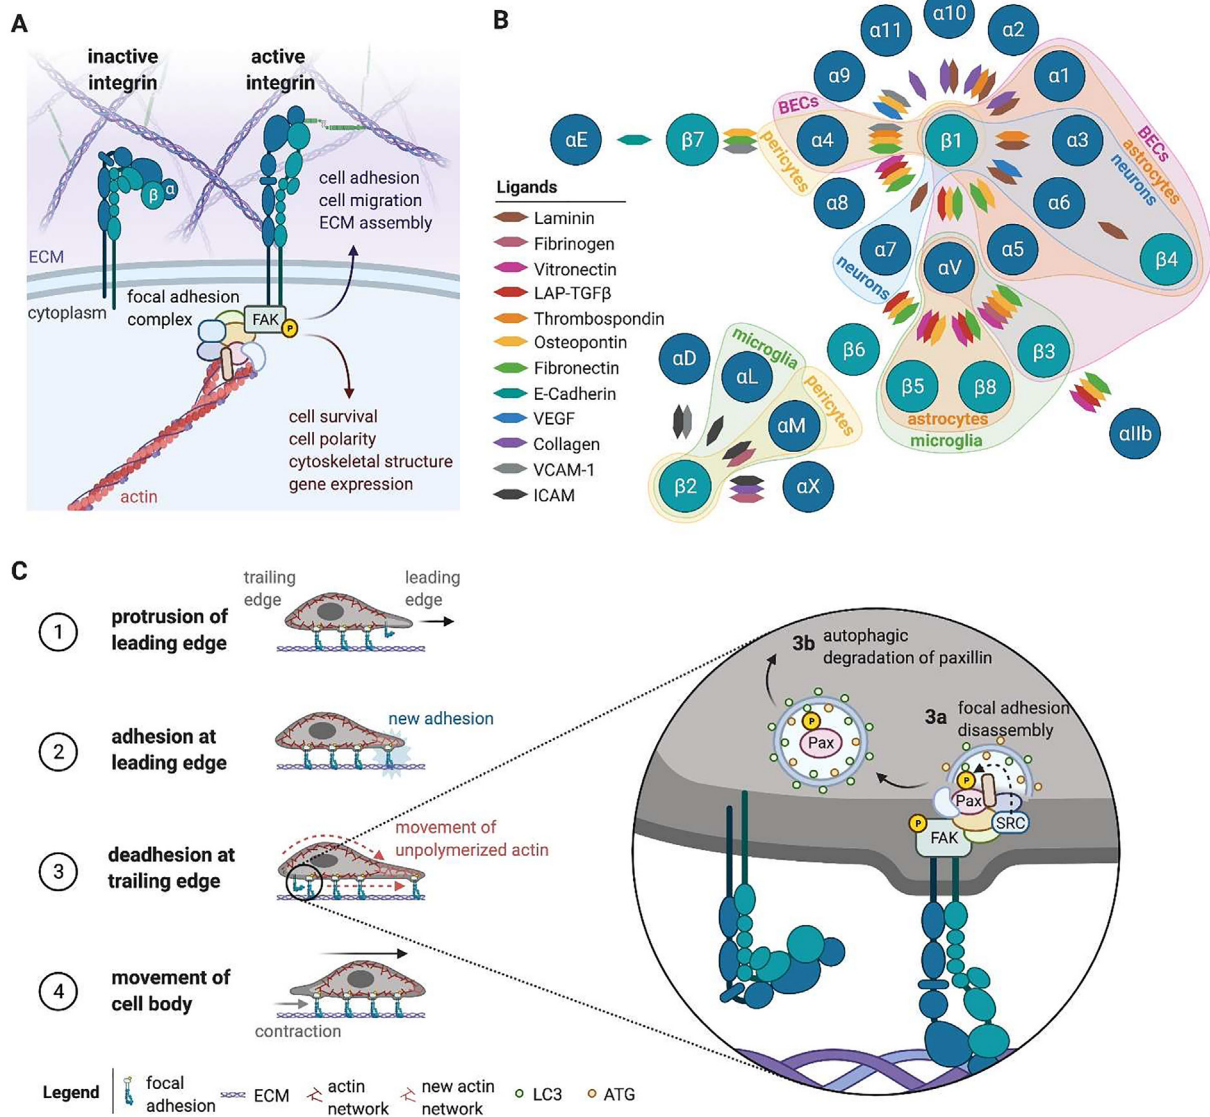 A
inactive
integrin
active
integrin
β
α
cell adhesion
cell migration
ECM assembly
ECM
cytoplasm
focal adhesion
complex
FAK
P
cell survival
cell polarity
cytoskeletal structure
gene expression
actin
B
α10
α11
α2
α9
α1
BECs
BECs
αE
β7
α4
β1
α3
astrocytes
neurons
pericytes
α8
α6
α7
αV
α5
β4
neurons
Ligands
Laminin
Fibrinogen
Vitronectin
LAP-TGFβ
Thrombospondin
Osteopontin
Fibronectin
E-Cadherin
VEGF
Collagen
VCAM-1
ICAM
β6
β3
microglia
αD
αL
β5
β8
pericytes
astrocytes
microglia
αM
αIIb
β2
αX
C
1
protrusion of
leading edge
trailing
edge
leading
edge
2
adhesion at
leading edge
new adhesion
3
deadhesion at
trailing edge
movement of
unpolymerized actin
4
movement of
cell body
contraction
3b
autophagic
degradation of paxillin
P
Pax
3a
focal adhesion
disassembly
P
Pax
SRC
P
FAK
Legend
focal
adhesion
ECM
actin
network
new actin
network
LC3
ATG